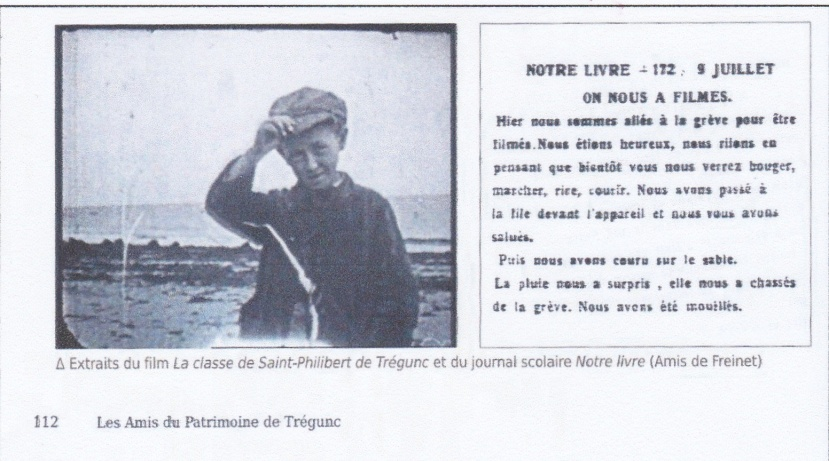 NOTRE LIVRE - 172. 9 JUILLET
ON NOUS A FILMES.
Hier nous sommes allés à la grève pour être
filmés. Nous étions heureux, nous riions en
pensant que bientôt vous nous verrez bouger,
marcher, rire, courir. Nous avons passé à
la file devant l'appareil et nous vous avons
salués.
Puis nous avons couru sur le sable.
La pluie nous a surpris , elle nous a chassés
de la grève. Nous avons été mouillés.
Δ Extraits du film La classe de Saint-Philibert de Trégunc et du journal scolaire Notre livre (Amis de Freinet)
112 Les Amis du Patrimoine de Trégunc